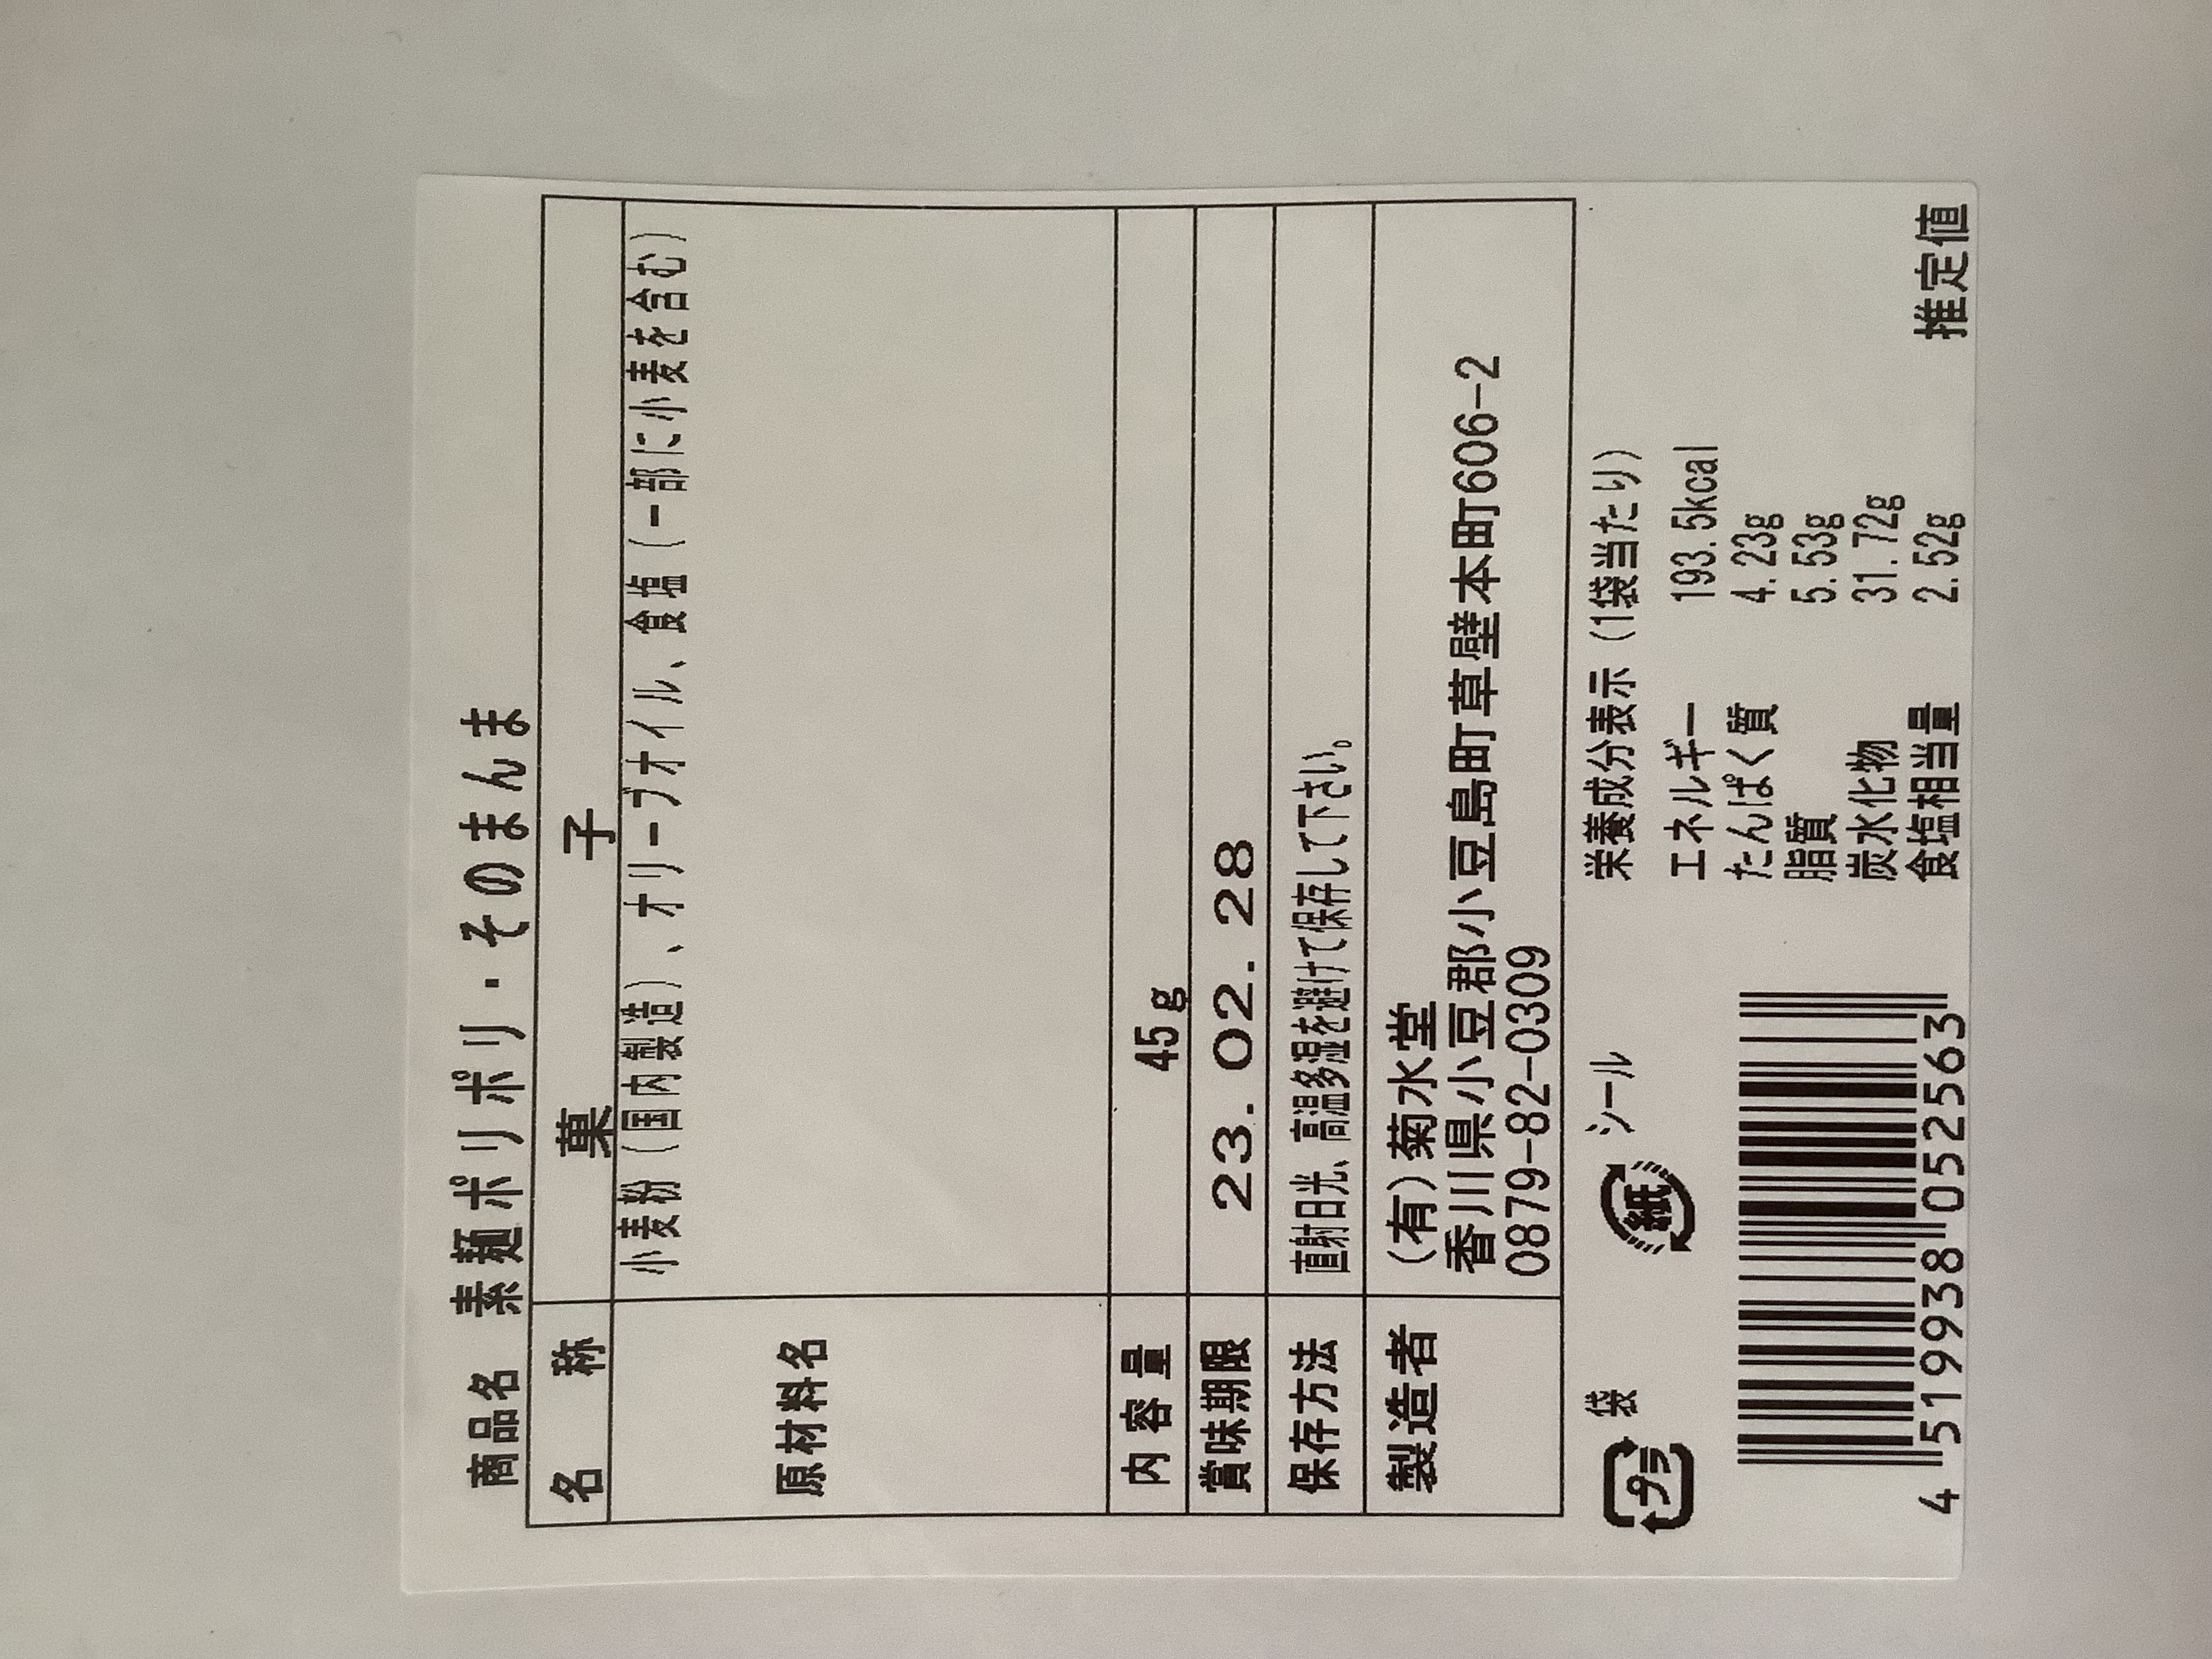 商品名 素麺ポリポリ・そのまんま
名称 菓子
原材料名 小麦粉（国内製造）、オリーブオイル、食塩（一部に小麦を含む）
内容量 45g
賞味期限 23.02.28
保存方法 直射日光、高温多湿を避けて保存して下さい。
製造者 （有）菊水堂
香川県小豆郡小豆島町草壁本町606-2
0879-82-0309
プラ 袋 紙 シール
4519938052563
栄養成分表示（1袋当たり）
エネルギー 193.5kcal
たんぱく質 4.23g
脂質 5.53g
炭水化物 31.72g
食塩相当量 2.52g
推定値